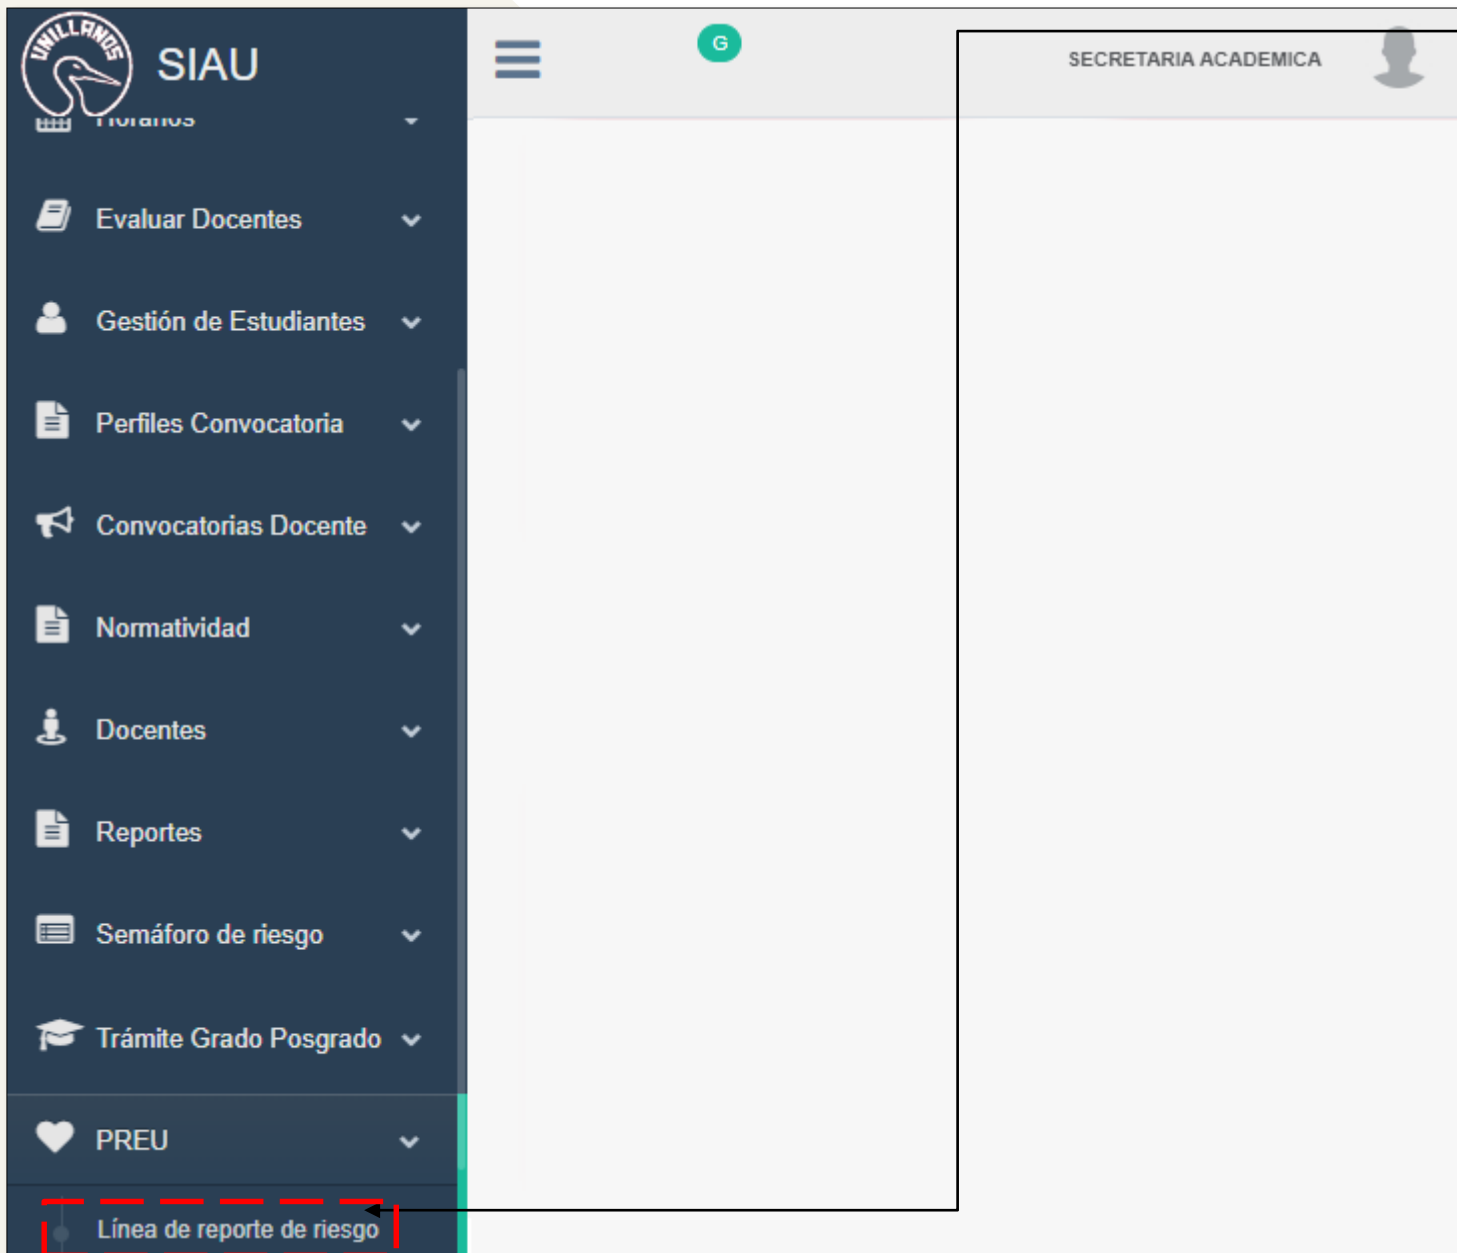 UNILLANOS
SIAU
G
SECRETARIA ACADEMICA
Horarios
Evaluar Docentes
Gestión de Estudiantes
Perfiles Convocatoria
Convocatorias Docente
Normatividad
Docentes
Reportes
Semáforo de riesgo
Trámite Grado Posgrado
PREU
Línea de reporte de riesgo